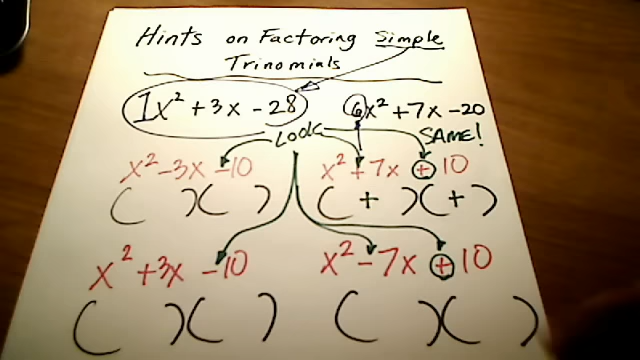 Hints on Factoring Simple
Trinomials
1x² + 3x - 28 6x² + 7x - 20
LOOK SAME!
x² - 3x - 10 x² + 7x + 10
( )( ) ( + )( + )
x² + 3x - 10 x² - 7x + 10
( )( ) ( )( )